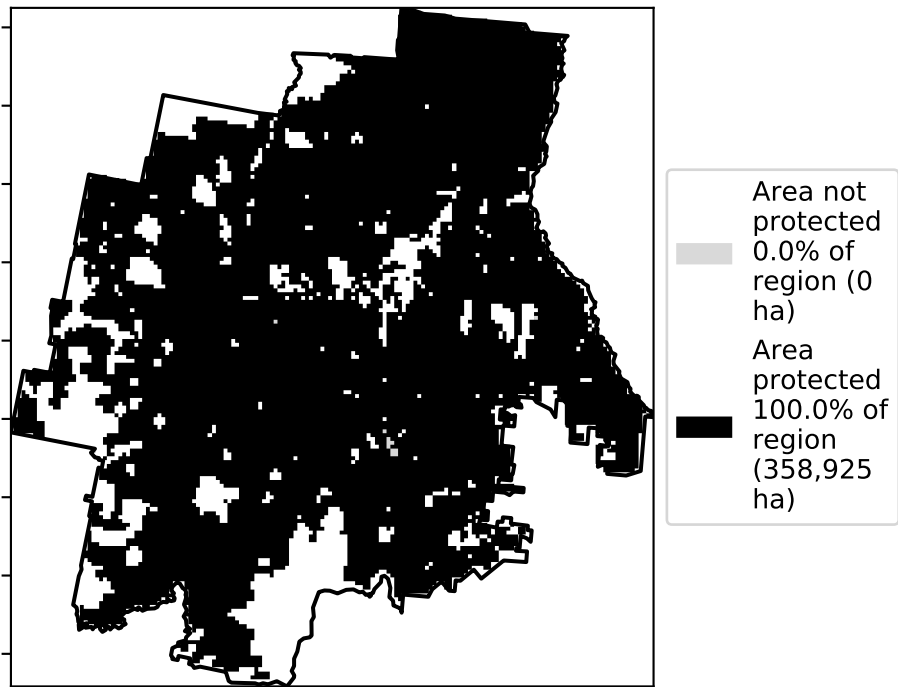 Area not
protected
0.0% of
region (0
ha)
Area
protected
100.0% of
region
(358,925
ha)